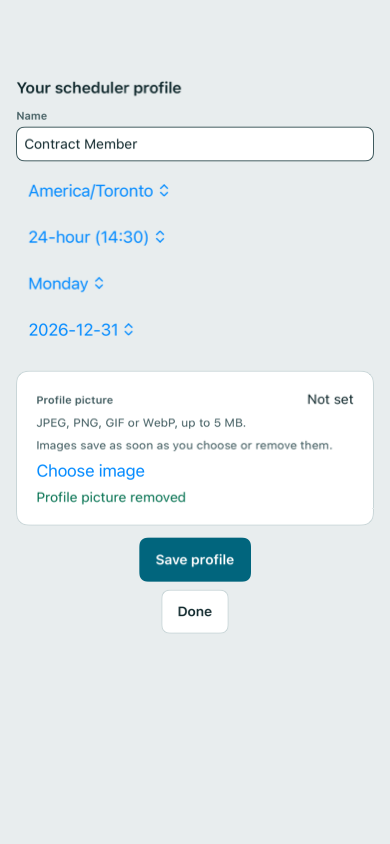 Your scheduler profile
Name
Contract Member
America/Toronto
24-hour (14:30)
Monday
2026-12-31
Profile picture
Not set
JPEG, PNG, GIF or WebP, up to 5 MB.
Images save as soon as you choose or remove them.
Choose image
Profile picture removed
Save profile
Done